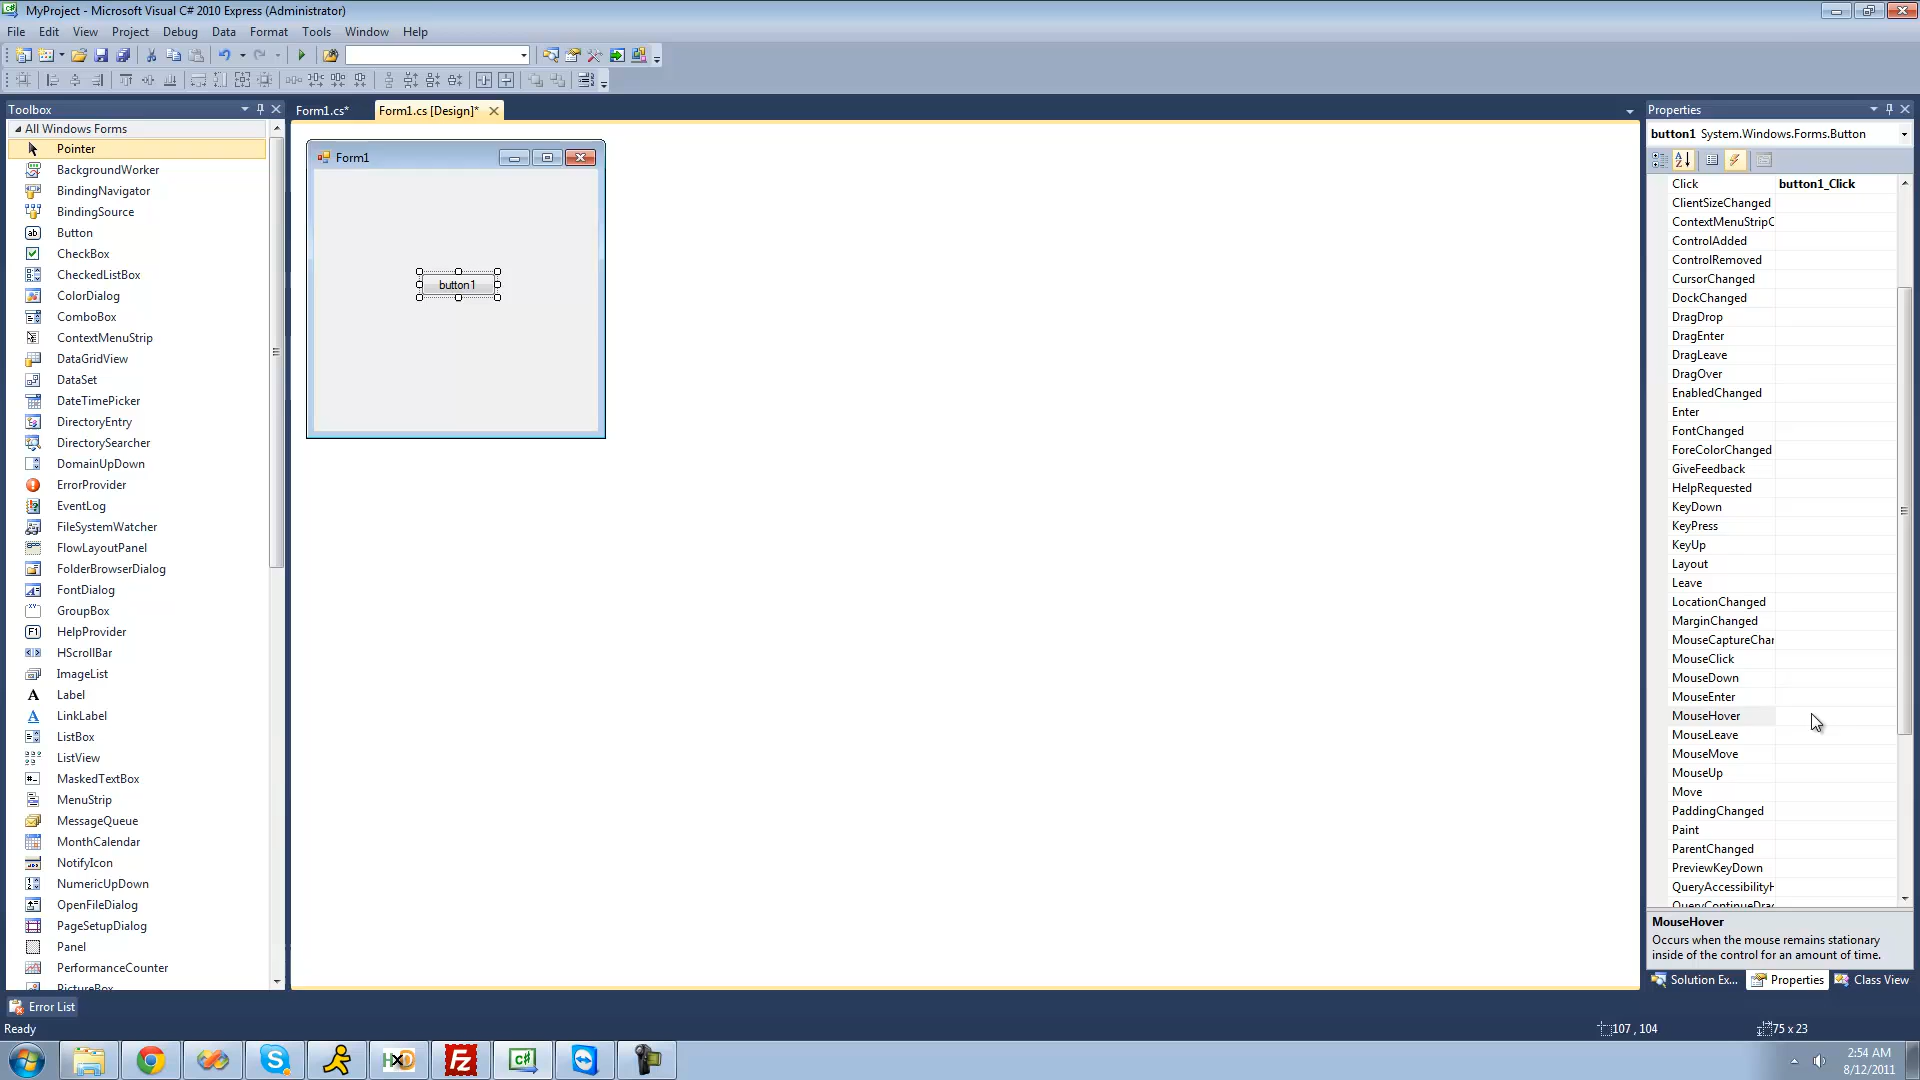 MyProject - Microsoft Visual C# 2010 Express (Administrator)
File Edit View Project Debug Data Format Tools Window Help
Toolbox
All Windows Forms
Pointer
BackgroundWorker
BindingNavigator
BindingSource
Button
CheckBox
CheckedListBox
ColorDialog
ComboBox
ContextMenuStrip
DataGridView
DataSet
DateTimePicker
DirectoryEntry
DirectorySearcher
DomainUpDown
ErrorProvider
EventLog
FileSystemWatcher
FlowLayoutPanel
FolderBrowserDialog
FontDialog
GroupBox
HelpProvider
HScrollBar
ImageList
Label
LinkLabel
ListBox
ListView
MaskedTextBox
MenuStrip
MessageQueue
MonthCalendar
NotifyIcon
NumericUpDown
OpenFileDialog
PageSetupDialog
Panel
PerformanceCounter
PictureBox
Form1.cs* Form1.cs [Design]*
Form1
button1
Properties
button1 System.Windows.Forms.Button
Click button1_Click
ClientSizeChanged
ContextMenuStripC
ControlAdded
ControlRemoved
CursorChanged
DockChanged
DragDrop
DragEnter
DragLeave
DragOver
EnabledChanged
Enter
FontChanged
ForeColorChanged
GiveFeedback
HelpRequested
KeyDown
KeyPress
KeyUp
Layout
Leave
LocationChanged
MarginChanged
MouseCaptureChar
MouseClick
MouseDown
MouseEnter
MouseHover
MouseLeave
MouseMove
MouseUp
Move
PaddingChanged
Paint
ParentChanged
PreviewKeyDown
QueryAccessibilityH
QueryContinueDrag
MouseHover
Occurs when the mouse remains stationary
inside of the control for an amount of time.
Solution Ex... Properties Class View
Error List
Ready 107 , 104 75 x 23
2:54 AM
8/12/2011